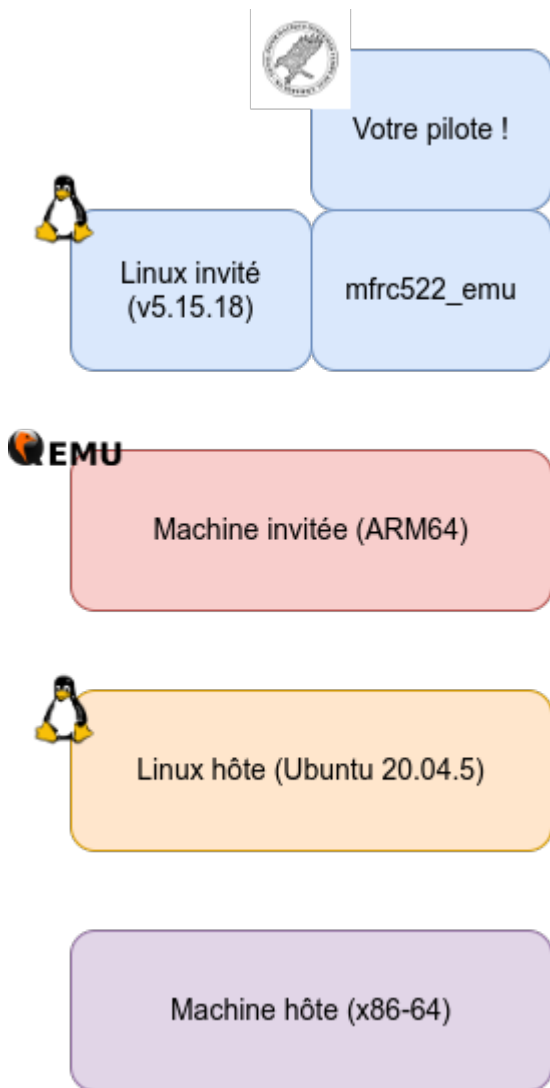 Votre pilote !
Linux invité
(v5.15.18)
mfrc522_emu
QEMU
Machine invitée (ARM64)
Linux hôte (Ubuntu 20.04.5)
Machine hôte (x86-64)